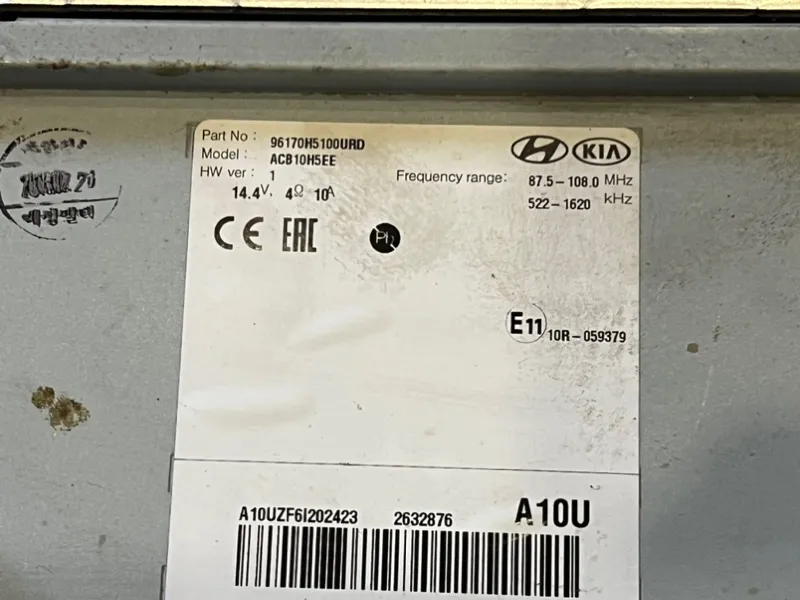 Part No : 96170H5100URD
Model : ACB10H5EE
HW ver : 1
14.4V, 4Ω 10A
KIA
Frequency range: 87.5-108.0 MHz
522-1620 kHz
CE EAC
Pb
E11 10R-059379
A10UZF6I202423 2632876 A10U